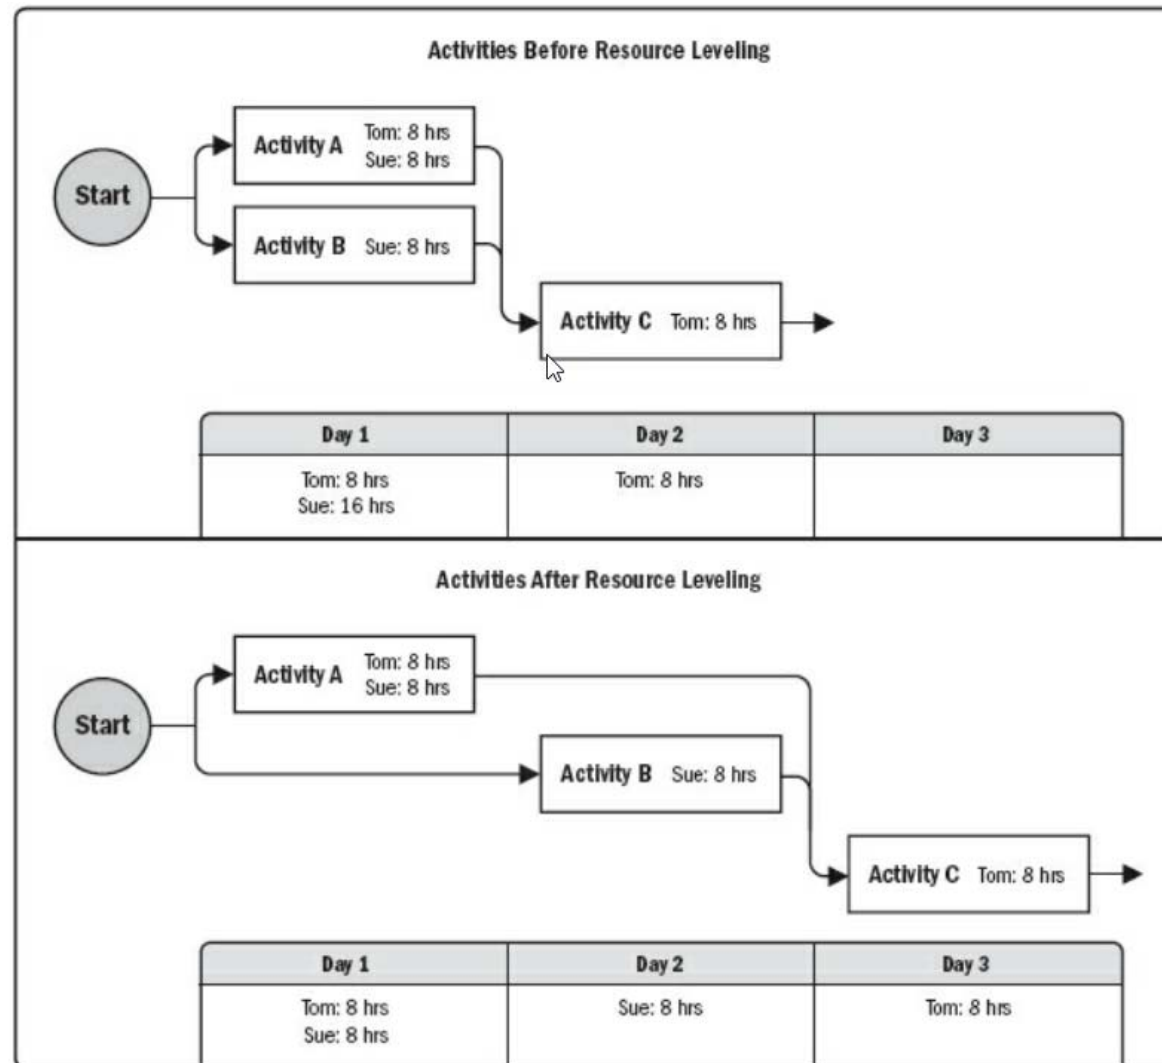 Activities Before Resource Leveling
Start
Activity A
Tom: 8 hrs
Sue: 8 hrs
Activity B Sue: 8 hrs
Activity C Tom: 8 hrs
Day 1 Day 2 Day 3
Tom: 8 hrs Tom: 8 hrs
Sue: 16 hrs
Activities After Resource Leveling
Start
Activity A
Tom: 8 hrs
Sue: 8 hrs
Activity B Sue: 8 hrs
Activity C Tom: 8 hrs
Day 1 Day 2 Day 3
Tom: 8 hrs Sue: 8 hrs Tom: 8 hrs
Sue: 8 hrs